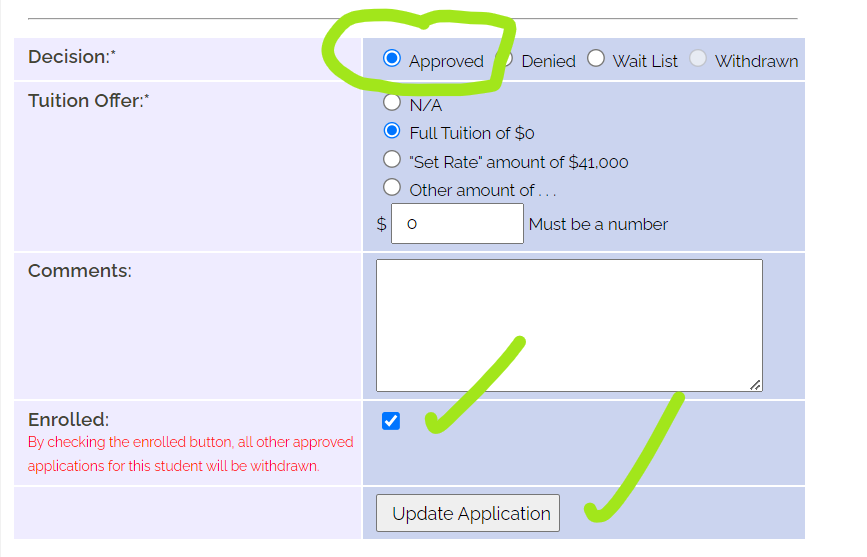 Decision:*
Approved Denied Wait List Withdrawn
Tuition Offer:*
N/A
Full Tuition of $0
"Set Rate" amount of $41,000
Other amount of . . .
$ 0 Must be a number
Comments:
Enrolled:
By checking the enrolled button, all other approved
applications for this student will be withdrawn.
Update Application